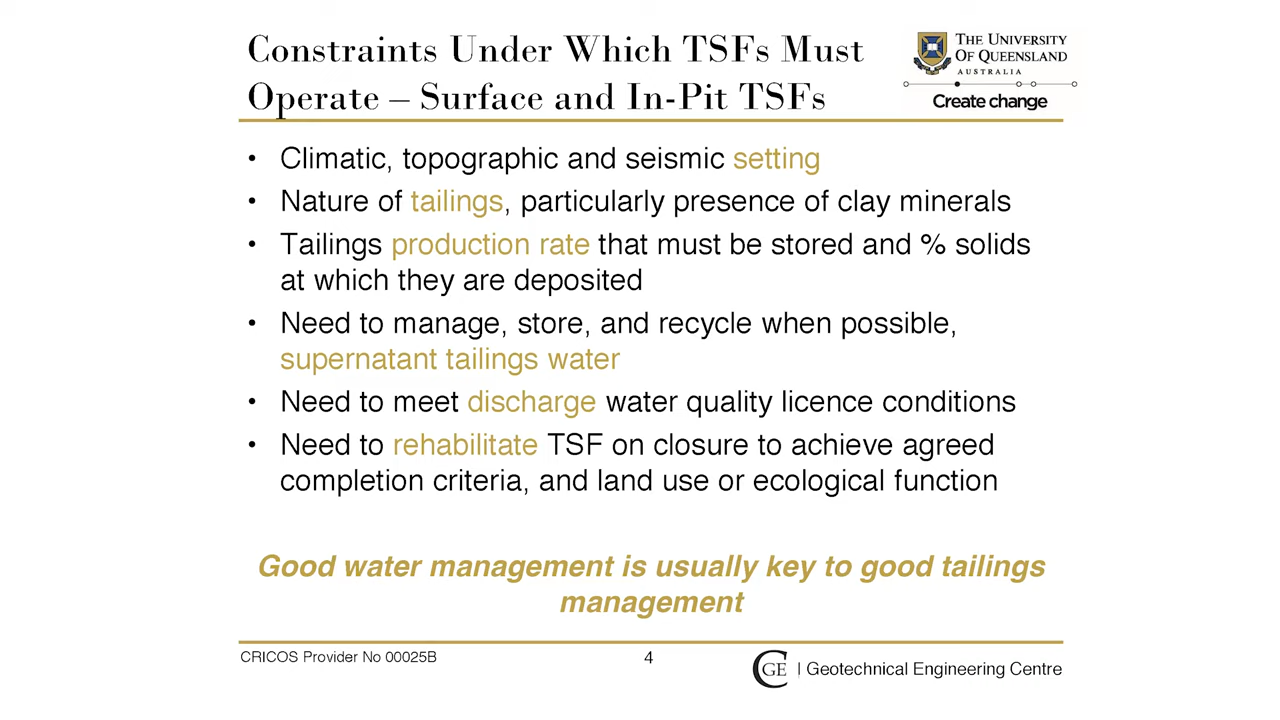 Constraints Under Which TSFs Must
Operate – Surface and In-Pit TSFs
THE UNIVERSITY
OF QUEENSLAND
AUSTRALIA
Create change
• Climatic, topographic and seismic setting
• Nature of tailings, particularly presence of clay minerals
• Tailings production rate that must be stored and % solids
at which they are deposited
• Need to manage, store, and recycle when possible,
supernatant tailings water
• Need to meet discharge water quality licence conditions
• Need to rehabilitate TSF on closure to achieve agreed
completion criteria, and land use or ecological function
Good water management is usually key to good tailings
management
CRICOS Provider No 00025B
4
CGE | Geotechnical Engineering Centre